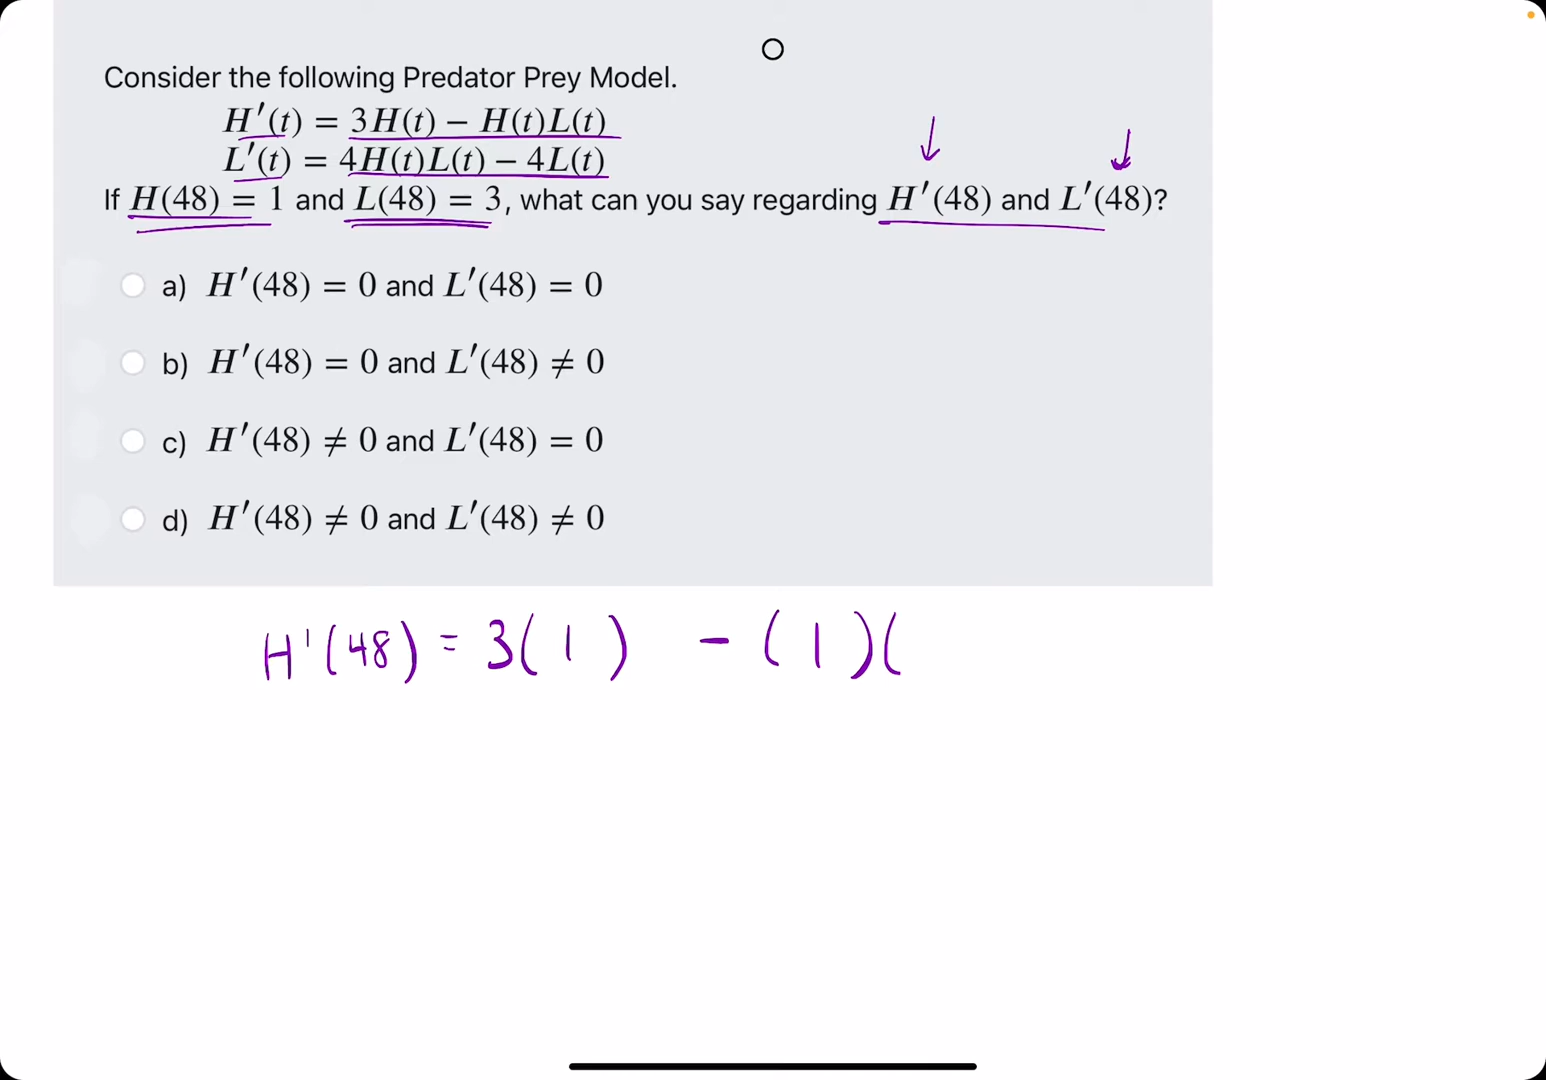 Consider the following Predator Prey Model.
H′(t) = 3H(t) − H(t)L(t)
L′(t) = 4H(t)L(t) − 4L(t)
If H(48) = 1 and L(48) = 3, what can you say regarding H′(48) and L′(48)?
a) H′(48) = 0 and L′(48) = 0
b) H′(48) = 0 and L′(48) ≠ 0
c) H′(48) ≠ 0 and L′(48) = 0
d) H′(48) ≠ 0 and L′(48) ≠ 0
H'(48) = 3(1) - (1)(